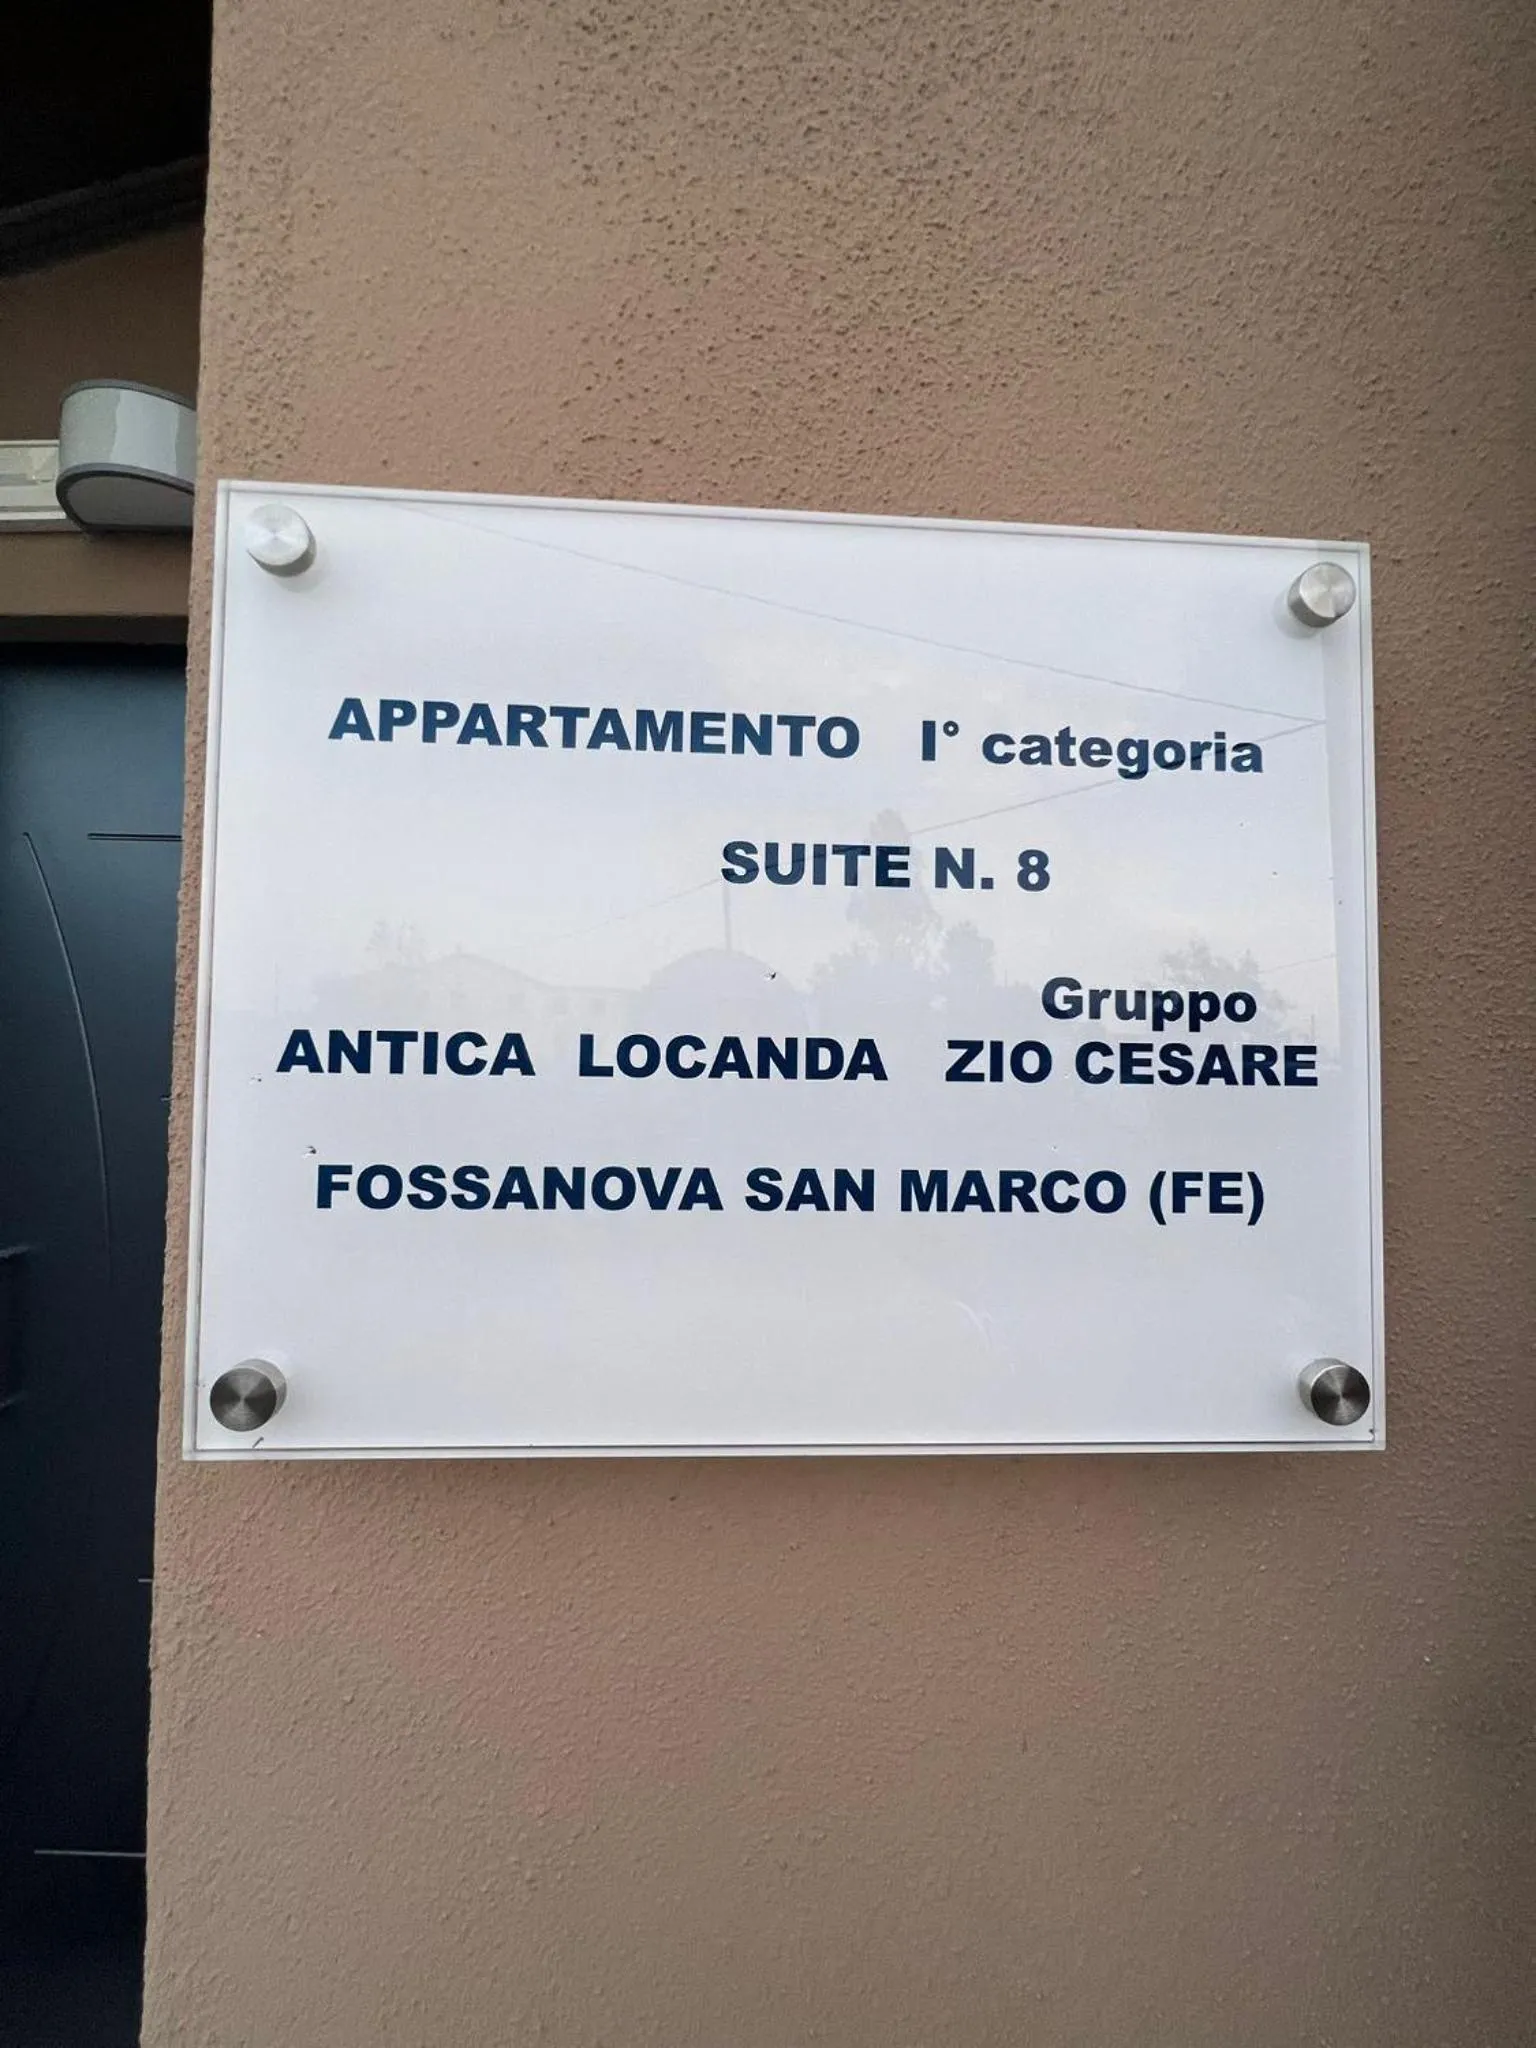 APPARTAMENTO I° categoria
SUITE N. 8
Gruppo
ANTICA LOCANDA ZIO CESARE
FOSSANOVA SAN MARCO (FE)